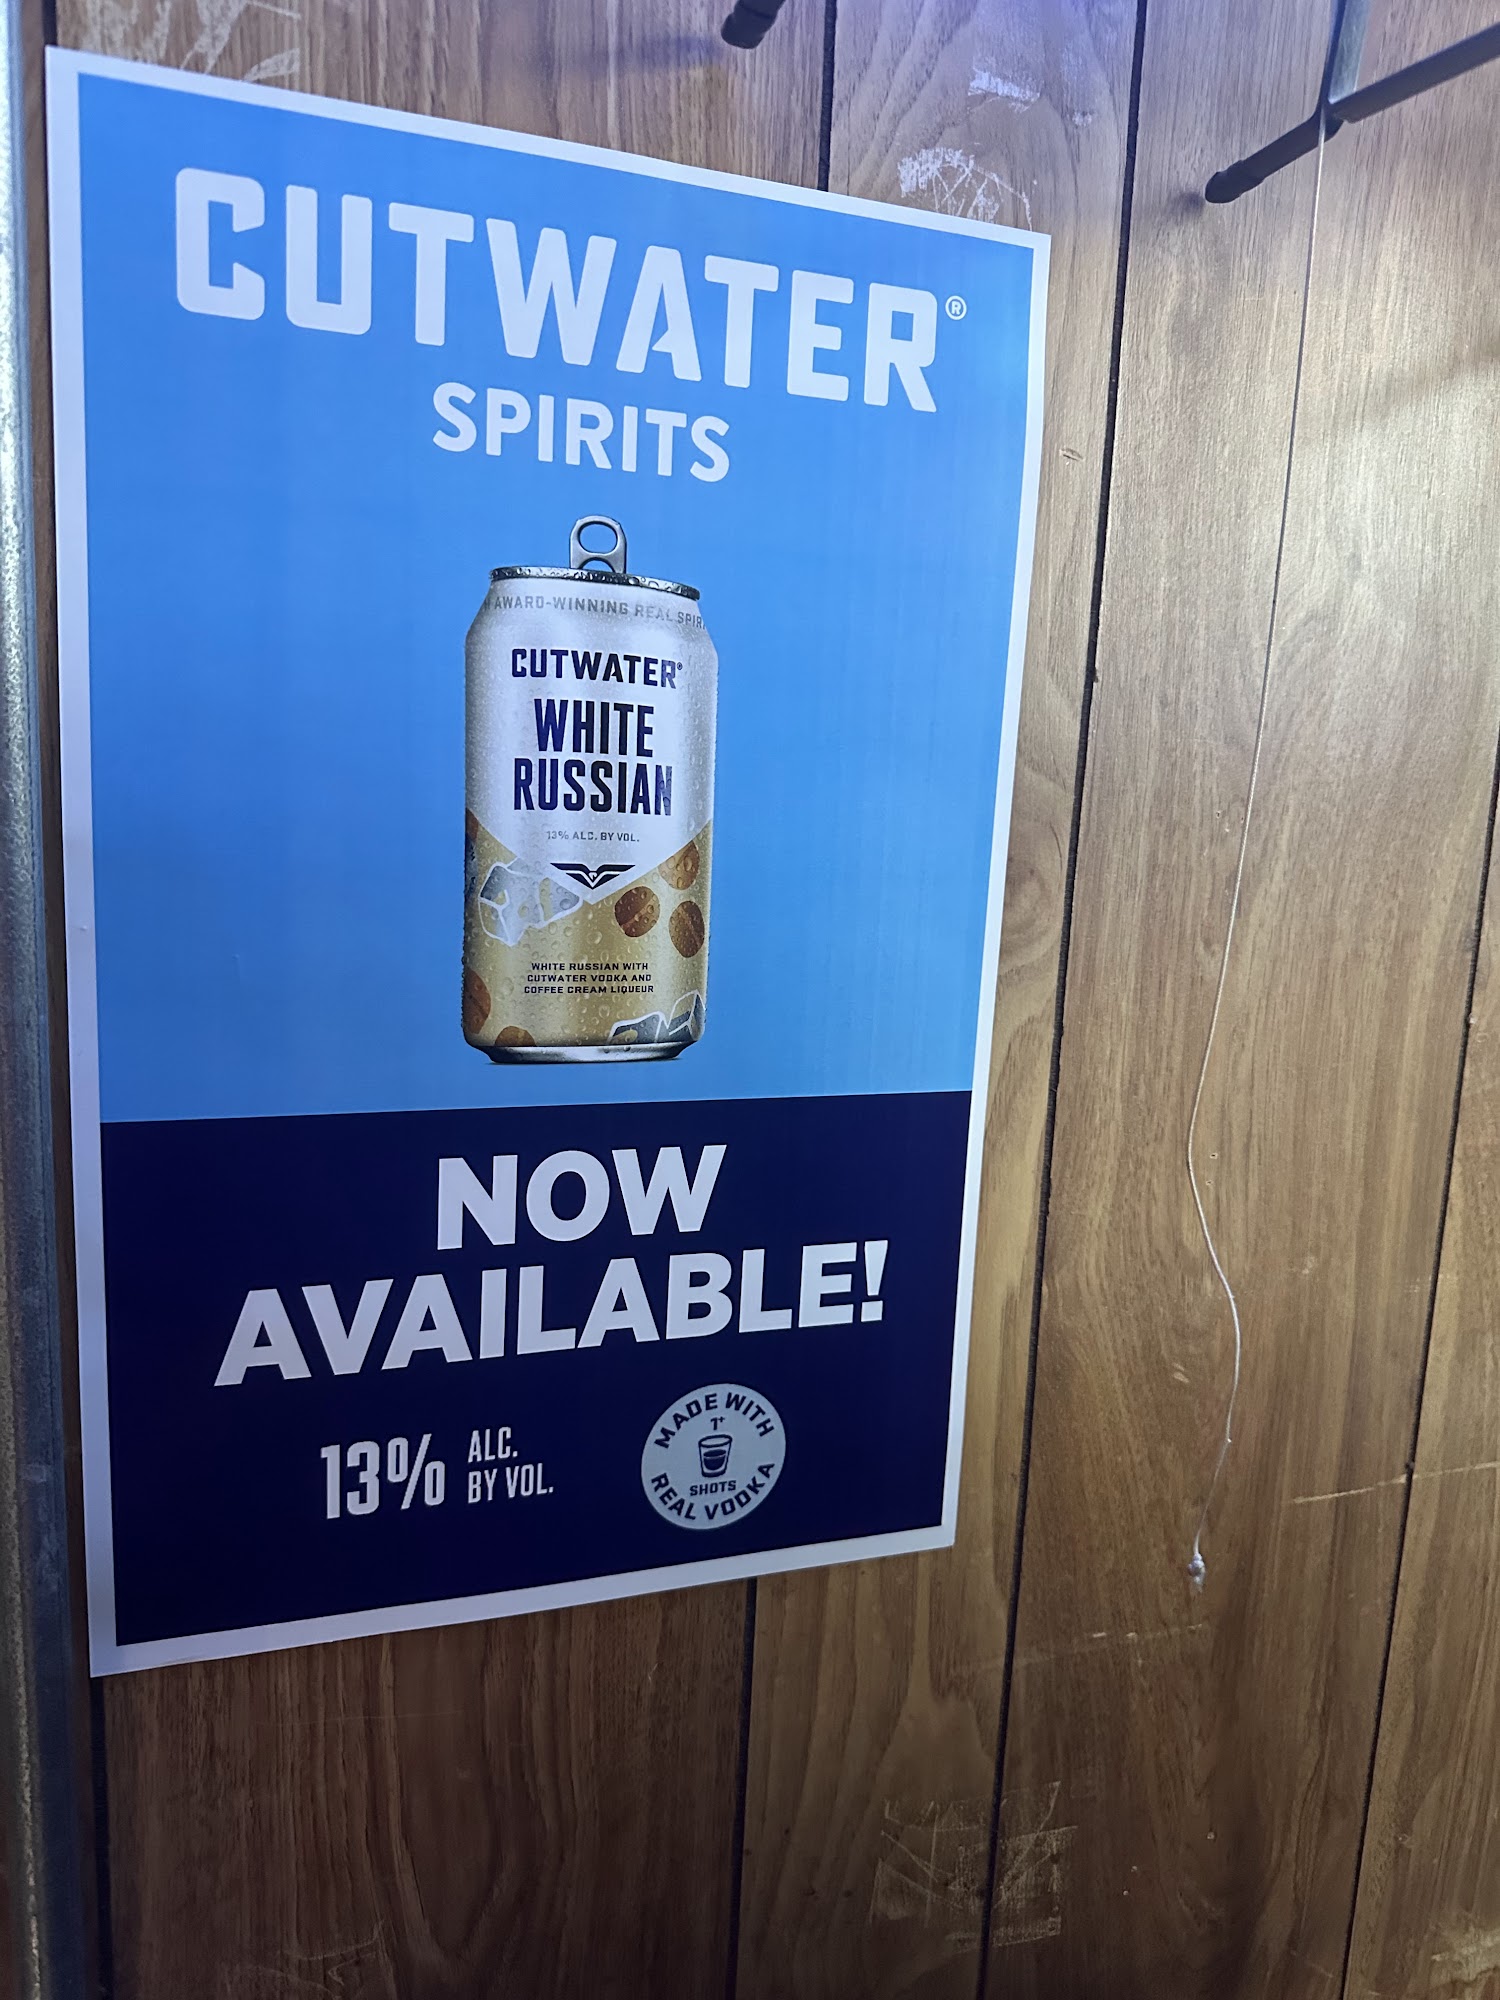 CUTWATER®
SPIRITS
AWARD-WINNING REAL SPIR
CUTWATER®
WHITE
RUSSIAN
13% ALC. BY VOL.
WHITE RUSSIAN WITH
CUTWATER VODKA AND
COFFEE CREAM LIQUEUR
NOW
AVAILABLE!
13% ALC.
BY VOL.
MADE WITH
1+
SHOTS
REAL VODKA